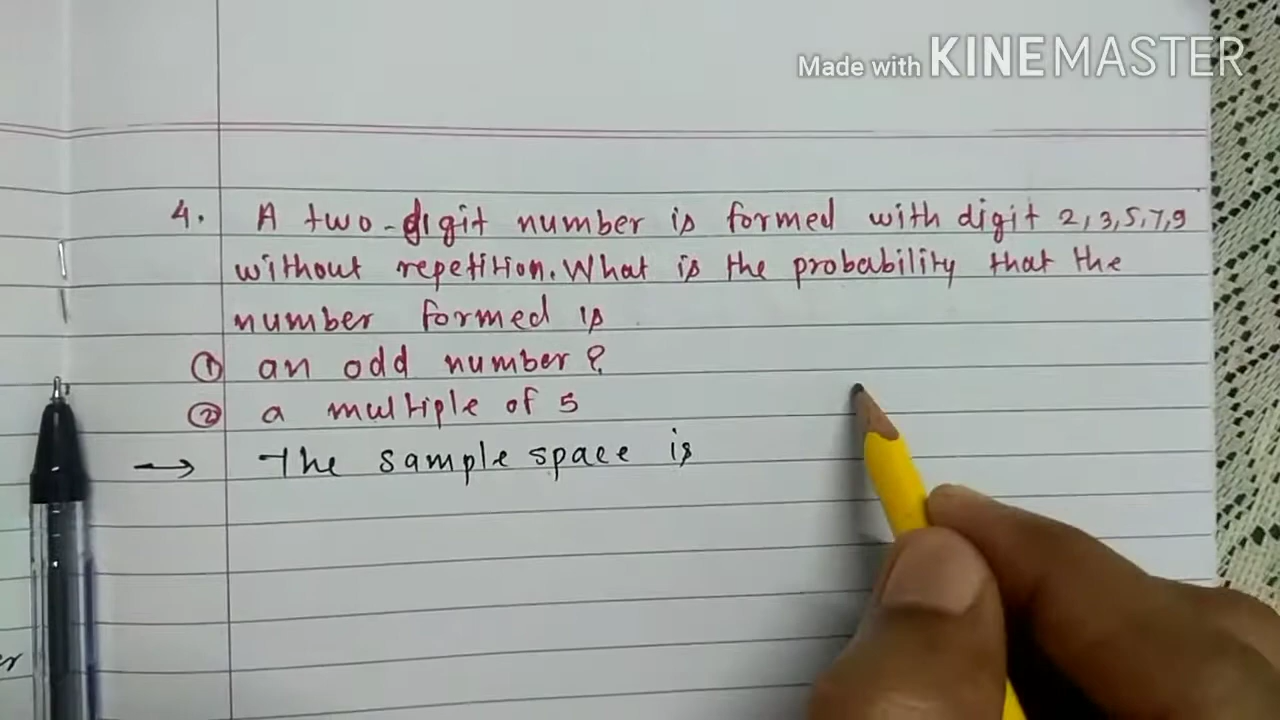 Made with KINEMASTER
4. A two-digit number is formed with digit 2,3,5,7,9
without repetition. What is the probability that the
number formed is
① an odd number?
② a multiple of 5
→ The sample space is